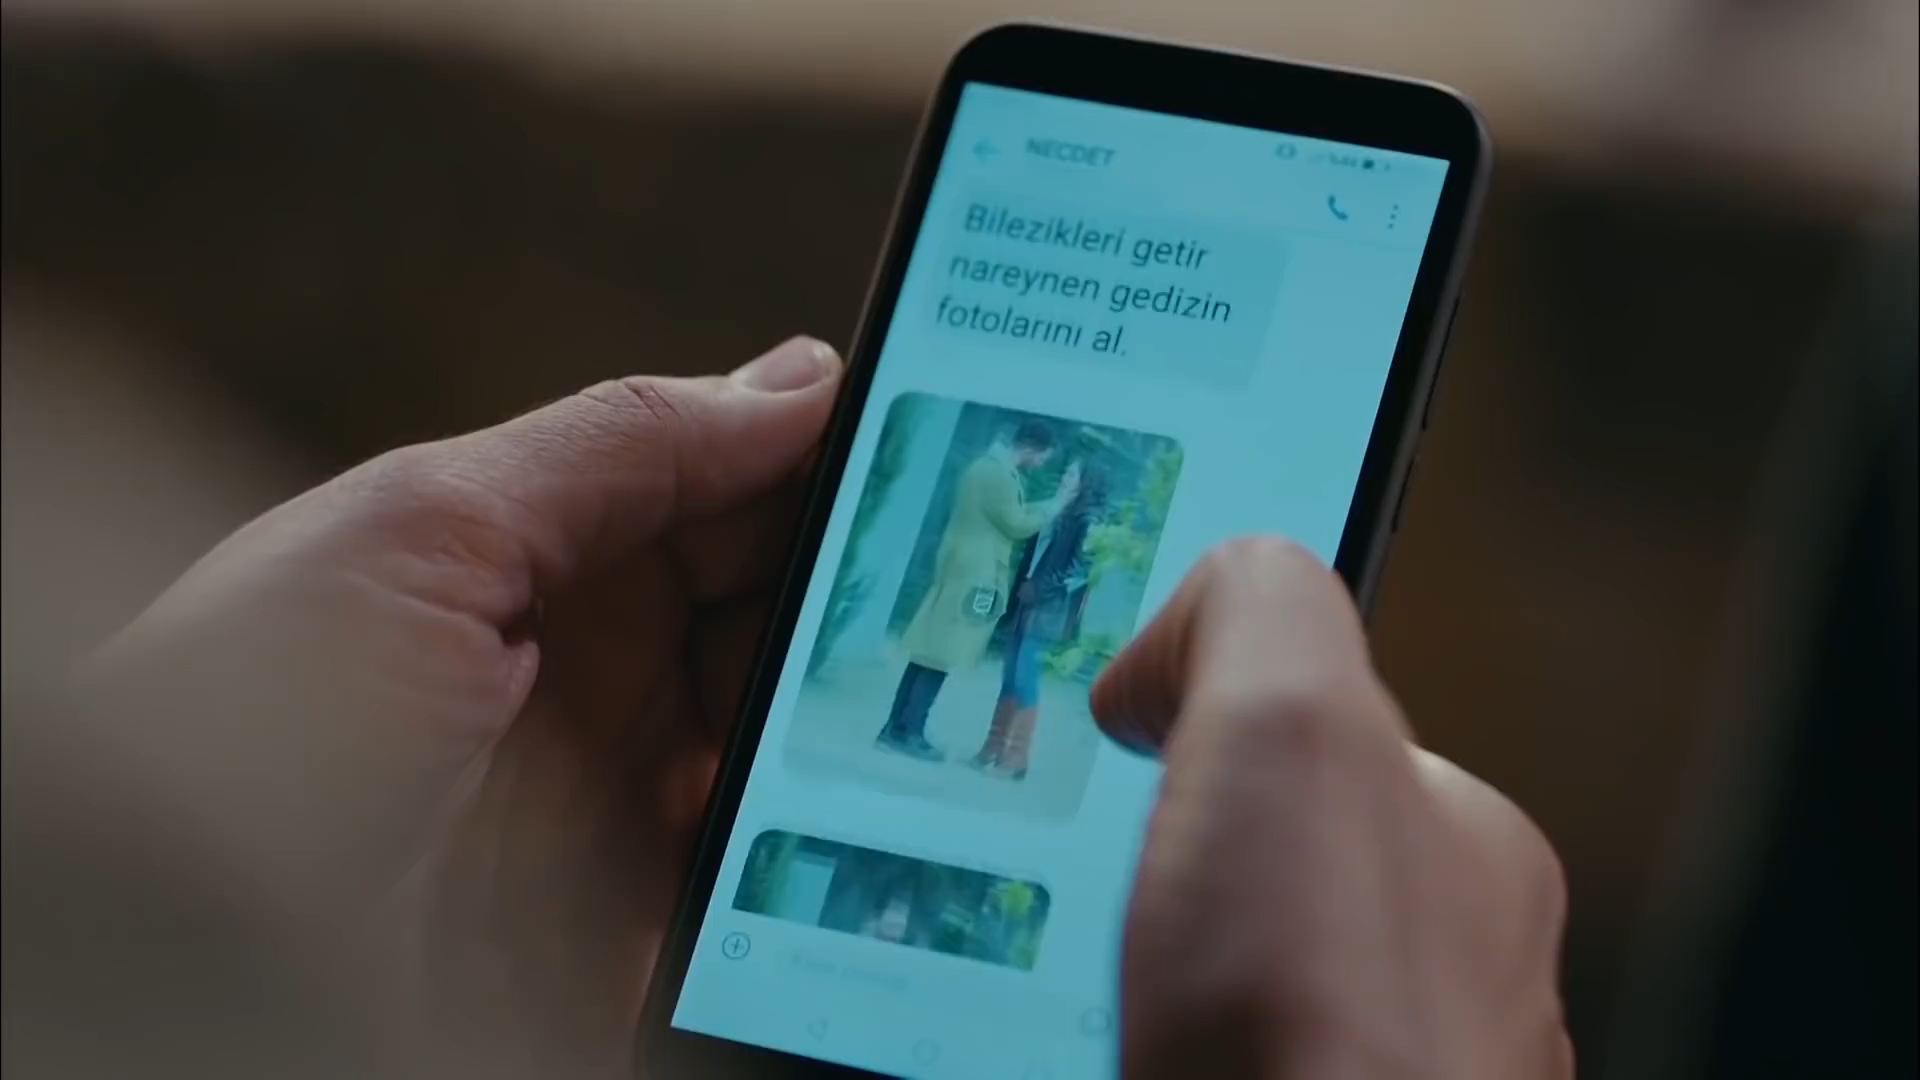 NECDET
Bilezikleri getir
nareynen gedizin
fotolarını al.